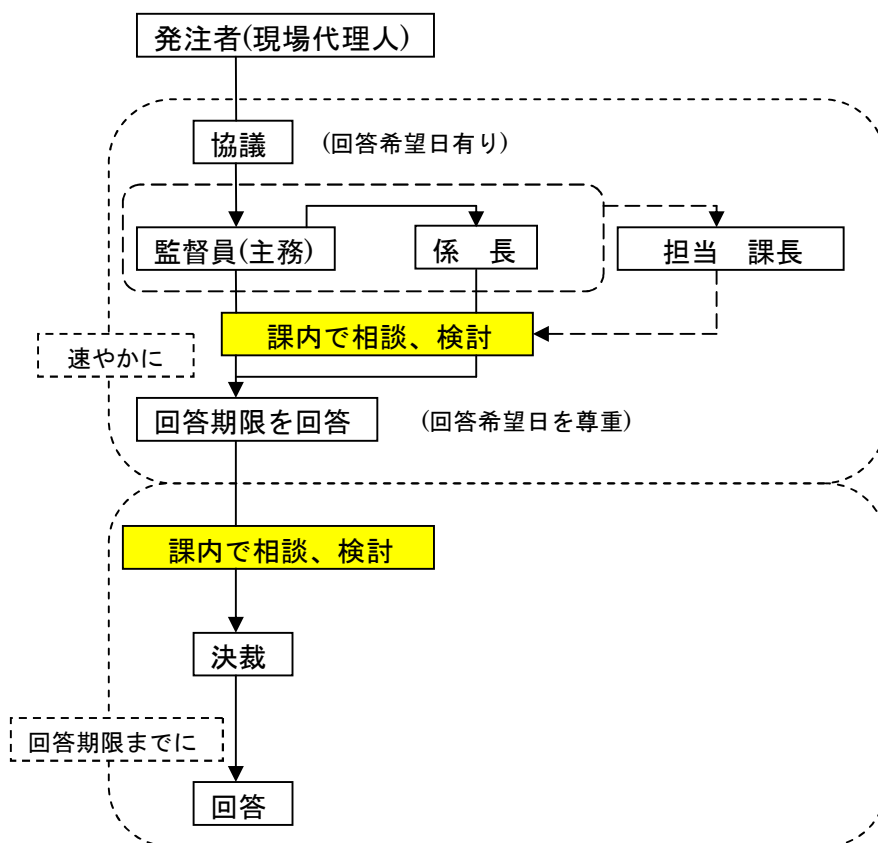 発注者(現場代理人)
協議
(回答希望日有り)
監督員(主務)
係　長
担当　課長
課内で相談、検討
速やかに
回答期限を回答
(回答希望日を尊重)
課内で相談、検討
決裁
回答期限までに
回答